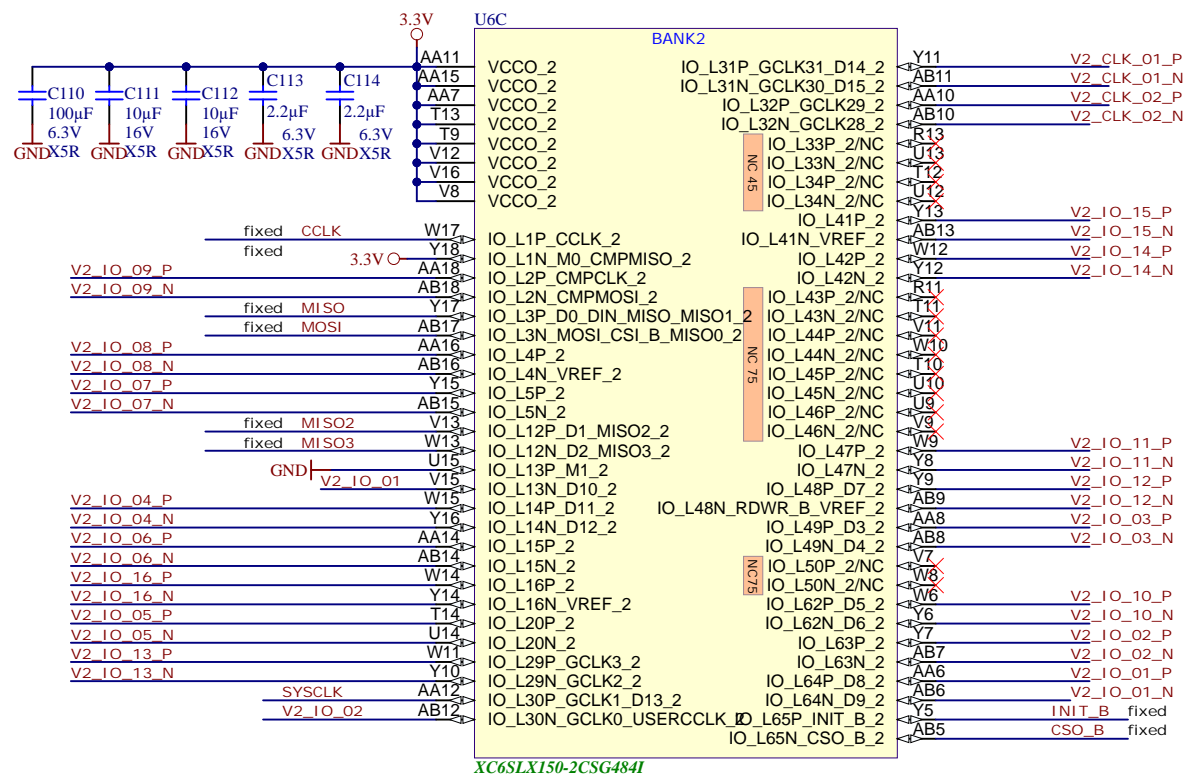 3.3V
U6C
BANK2
C110
100µF
6.3V
X5R
GND
C111
10µF
16V
X5R
GND
C112
10µF
16V
X5R
GND
C113
2.2µF
6.3V
X5R
GND
C114
2.2µF
6.3V
X5R
GND
AA11 VCCO_2
AA15 VCCO_2
AA7 VCCO_2
T13 VCCO_2
T9 VCCO_2
V12 VCCO_2
V16 VCCO_2
V8 VCCO_2
fixed CCLK W17 IO_L1P_CCLK_2
fixed 3.3V Y18 IO_L1N_M0_CMPMISO_2
V2_IO_09_P AA18 IO_L2P_CMPCLK_2
V2_IO_09_N AB18 IO_L2N_CMPMOSI_2
fixed MISO Y17 IO_L3P_D0_DIN_MISO_MISO1_2
fixed MOSI AB17 IO_L3N_MOSI_CSI_B_MISO0_2
V2_IO_08_P AA16 IO_L4P_2
V2_IO_08_N AB16 IO_L4N_VREF_2
V2_IO_07_P Y15 IO_L5P_2
V2_IO_07_N AB15 IO_L5N_2
fixed MISO2 V13 IO_L12P_D1_MISO2_2
fixed MISO3 W13 IO_L12N_D2_MISO3_2
GND U15 IO_L13P_M1_2
V2_IO_01 V15 IO_L13N_D10_2
V2_IO_04_P W15 IO_L14P_D11_2
V2_IO_04_N Y16 IO_L14N_D12_2
V2_IO_06_P AA14 IO_L15P_2
V2_IO_06_N AB14 IO_L15N_2
V2_IO_16_P W14 IO_L16P_2
V2_IO_16_N Y14 IO_L16N_VREF_2
V2_IO_05_P T14 IO_L20P_2
V2_IO_05_N U14 IO_L20N_2
V2_IO_13_P W11 IO_L29P_GCLK3_2
V2_IO_13_N Y10 IO_L29N_GCLK2_2
SYSCLK AA12 IO_L30P_GCLK1_D13_2
V2_IO_02 AB12 IO_L30N_GCLK0_USERCCLK_2
IO_L31P_GCLK31_D14_2 Y11 V2_CLK_01_P
IO_L31N_GCLK30_D15_2 AB11 V2_CLK_01_N
IO_L32P_GCLK29_2 AA10 V2_CLK_02_P
IO_L32N_GCLK28_2 AB10 V2_CLK_02_N
NC 45
IO_L33P_2/NC R13
IO_L33N_2/NC U13
IO_L34P_2/NC T12
IO_L34N_2/NC U12
IO_L41P_2 Y13 V2_IO_15_P
IO_L41N_VREF_2 AB13 V2_IO_15_N
IO_L42P_2 W12 V2_IO_14_P
IO_L42N_2 Y12 V2_IO_14_N
NC 75
IO_L43P_2/NC R11
IO_L43N_2/NC T11
IO_L44P_2/NC V11
IO_L44N_2/NC W10
IO_L45P_2/NC T10
IO_L45N_2/NC U10
IO_L46P_2/NC U9
IO_L46N_2/NC V9
IO_L47P_2 W9 V2_IO_11_P
IO_L47N_2 Y8 V2_IO_11_N
IO_L48P_D7_2 Y9 V2_IO_12_P
IO_L48N_RDWR_B_VREF_2 AB9 V2_IO_12_N
IO_L49P_D3_2 AA8 V2_IO_03_P
IO_L49N_D4_2 AB8 V2_IO_03_N
NC75
IO_L50P_2/NC V7
IO_L50N_2/NC W8
IO_L62P_D5_2 W6 V2_IO_10_P
IO_L62N_D6_2 Y6 V2_IO_10_N
IO_L63P_2 Y7 V2_IO_02_P
IO_L63N_2 AB7 V2_IO_02_N
IO_L64P_D8_2 AA6 V2_IO_01_P
IO_L64N_D9_2 AB6 V2_IO_01_N
IO_L65P_INIT_B_2 Y5 INIT_B fixed
IO_L65N_CSO_B_2 AB5 CSO_B fixed
XC6SLX150-2CSG484I